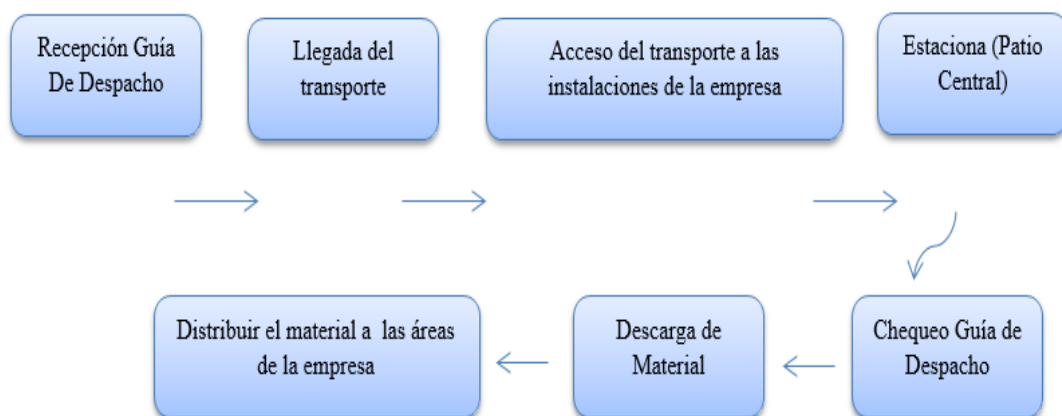 Recepción Guía
De Despacho
Llegada del
transporte
Acceso del transporte a las
instalaciones de la empresa
Estaciona (Patio
Central)
Chequeo Guía de
Despacho
Descarga de
Material
Distribuir el material a las áreas
de la empresa